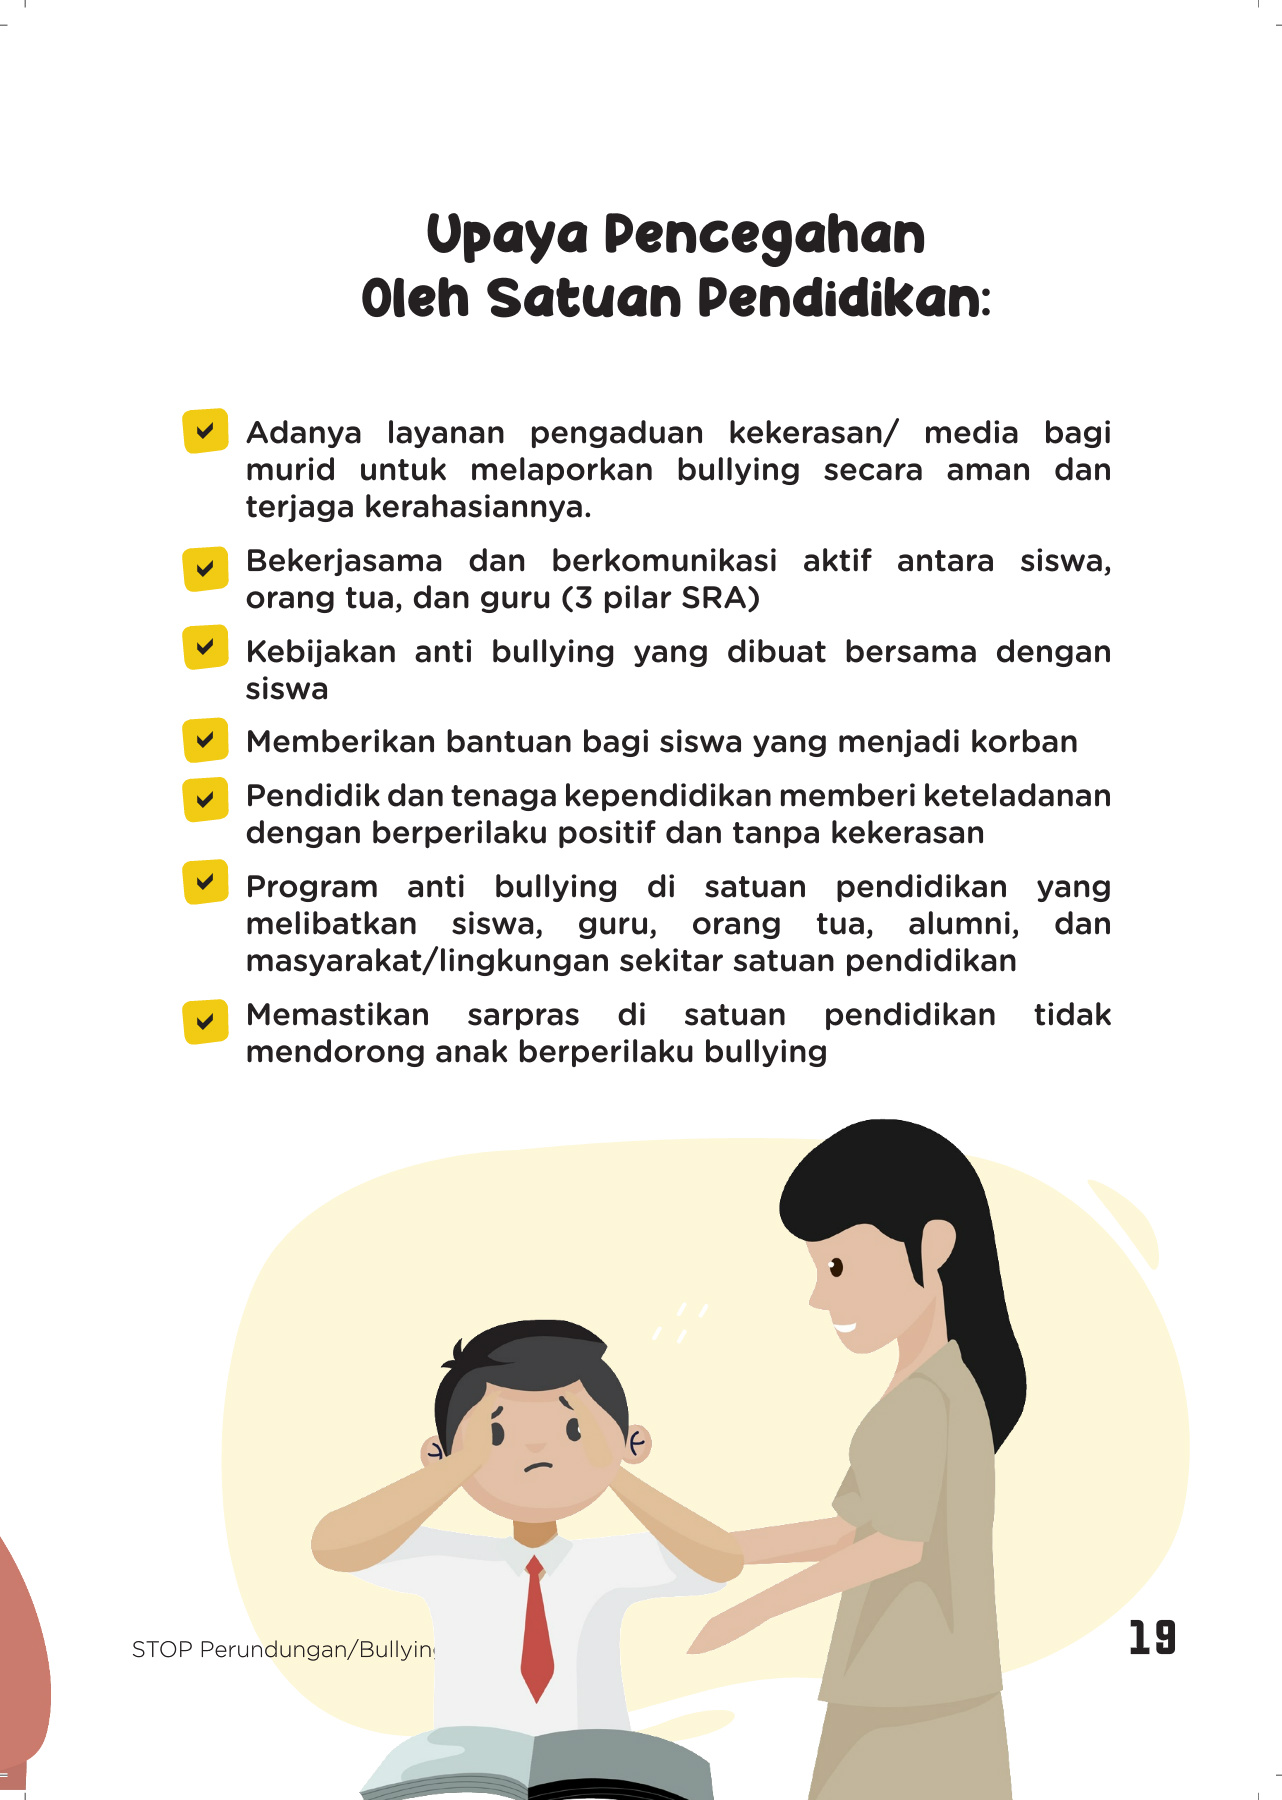 Upaya Pencegahan
Oleh Satuan Pendidikan:
Adanya layanan pengaduan kekerasan/ media bagi
murid untuk melaporkan bullying secara aman dan
terjaga kerahasiannya.
Bekerjasama dan berkomunikasi aktif antara siswa,
orang tua, dan guru (3 pilar SRA)
Kebijakan anti bullying yang dibuat bersama dengan
siswa
Memberikan bantuan bagi siswa yang menjadi korban
Pendidik dan tenaga kependidikan memberi keteladanan
dengan berperilaku positif dan tanpa kekerasan
Program anti bullying di satuan pendidikan yang
melibatkan siswa, guru, orang tua, alumni, dan
masyarakat/lingkungan sekitar satuan pendidikan
Memastikan sarpras di satuan pendidikan tidak
mendorong anak berperilaku bullying
STOP Perundungan/Bullying
19